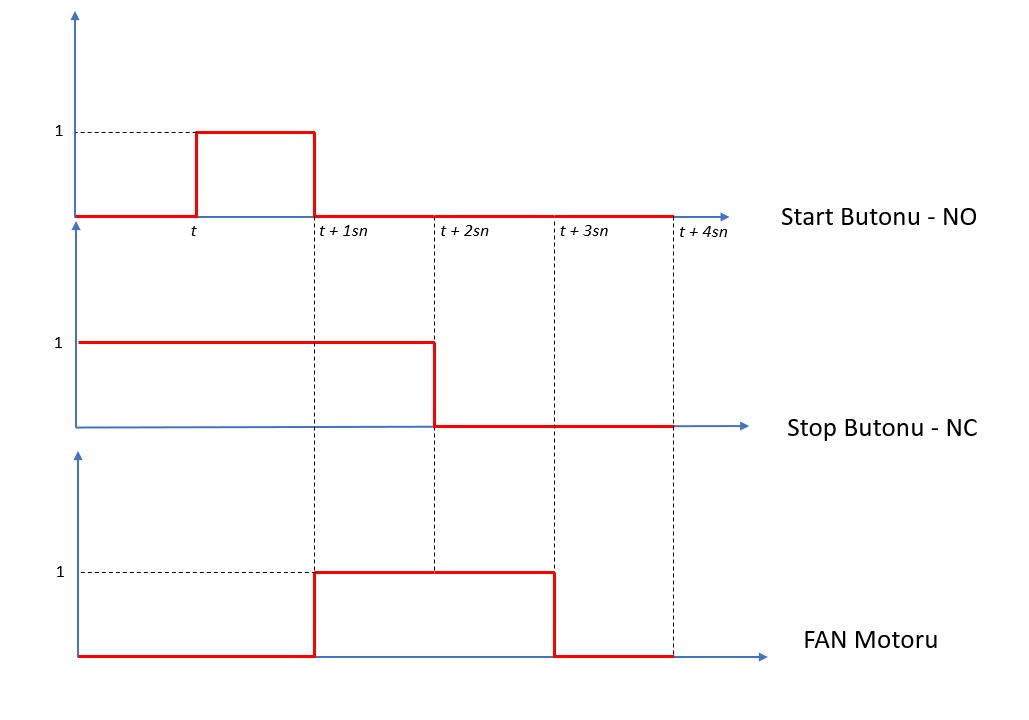 1
Start Butonu - NO
t
t + 1sn
t + 2sn
t + 3sn
t + 4sn
1
Stop Butonu - NC
1
FAN Motoru